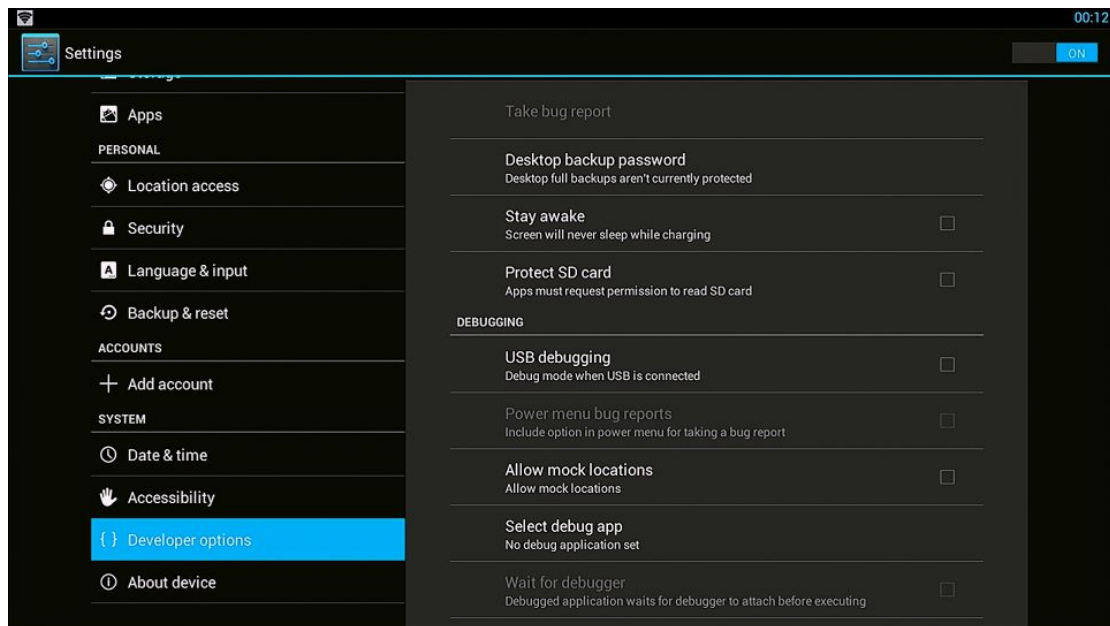 00:12
Settings
ON
Storage
Apps
PERSONAL
Location access
Security
Language & input
Backup & reset
ACCOUNTS
Add account
SYSTEM
Date & time
Accessibility
{ } Developer options
About device
Take bug report
Desktop backup password
Desktop full backups aren't currently protected
Stay awake
Screen will never sleep while charging
Protect SD card
Apps must request permission to read SD card
DEBUGGING
USB debugging
Debug mode when USB is connected
Power menu bug reports
Include option in power menu for taking a bug report
Allow mock locations
Allow mock locations
Select debug app
No debug application set
Wait for debugger
Debugged application waits for debugger to attach before executing